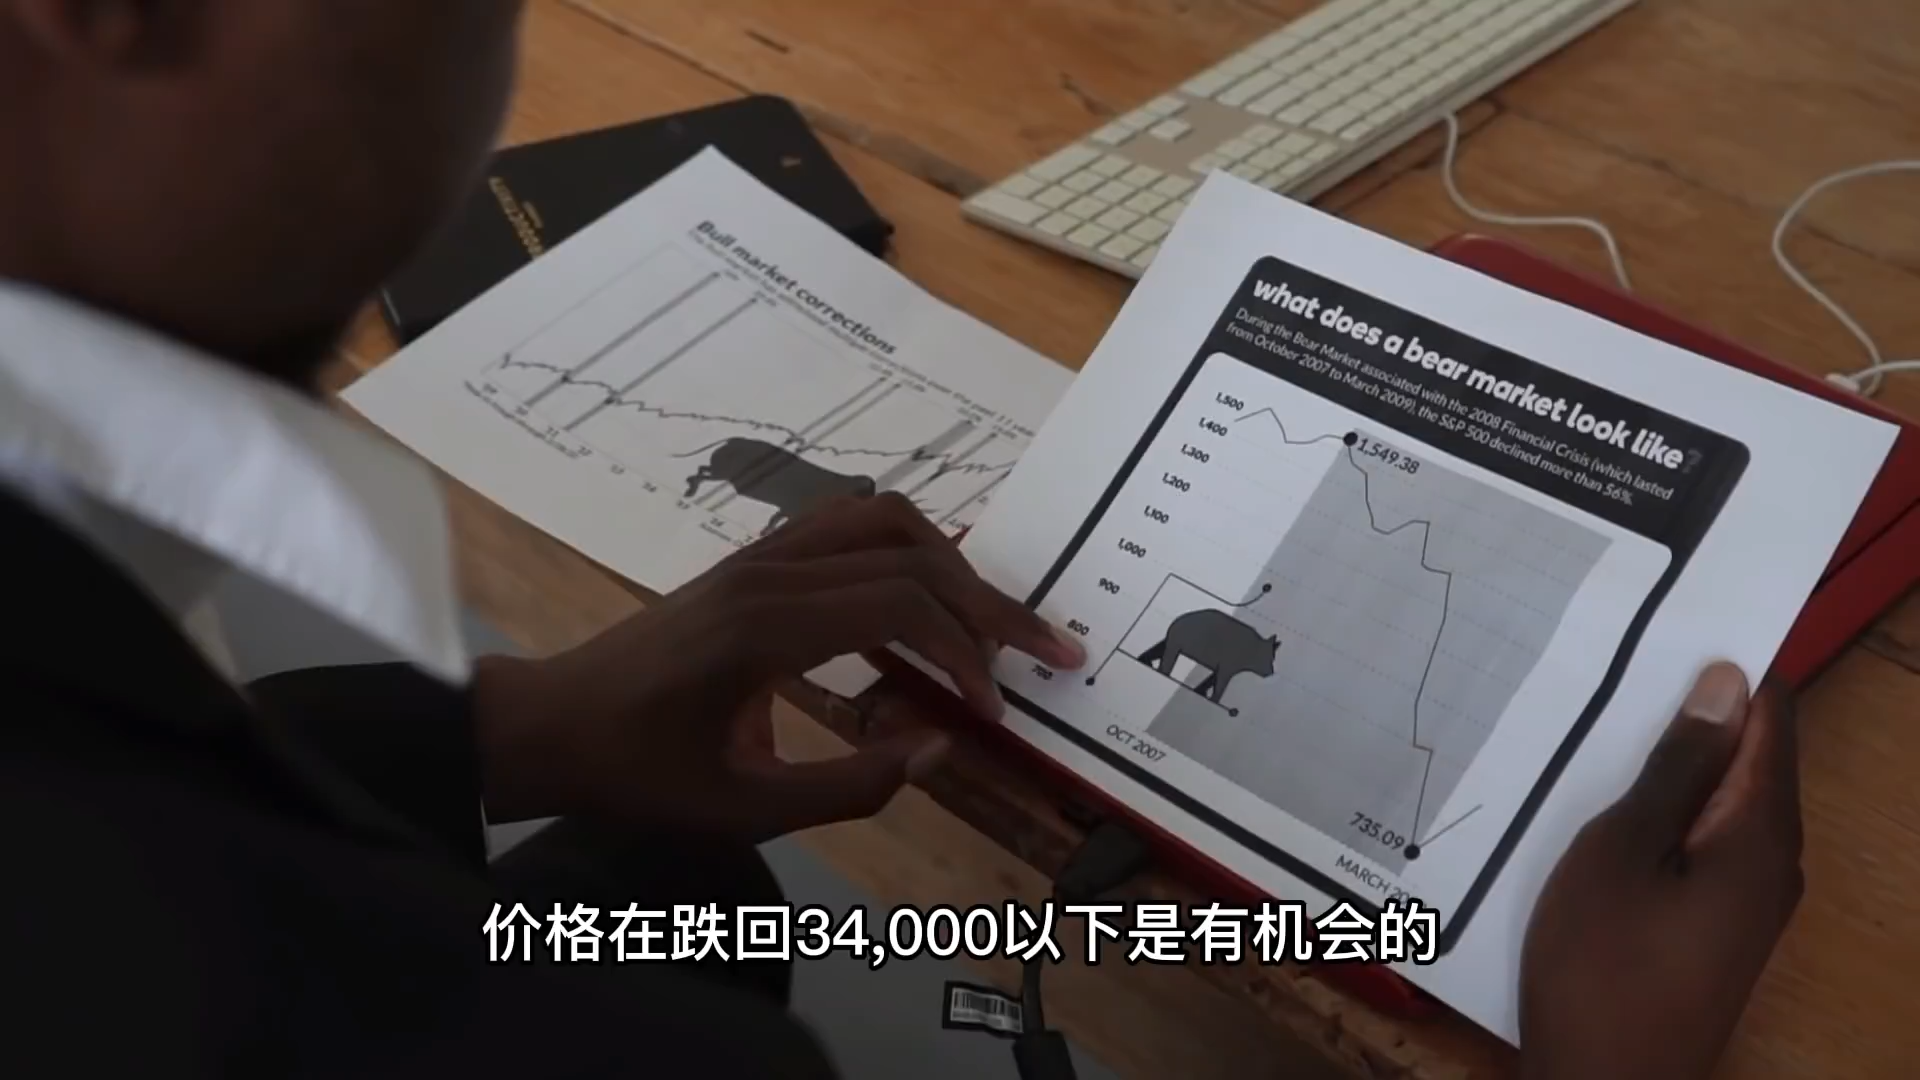 PRODUCTIVITY
Bull market corrections
what does a bear market look like?
During the Bear Market associated with the 2008 Financial Crisis (which lasted
from October 2007 to March 2009), the S&P 500 declined more than 56%.
1,500
1,400
1,300
1,200
1,100
1,000
900
800
700
1,549.38
735.09
OCT 2007
MARCH 20
价格在跌回34,000以下是有机会的